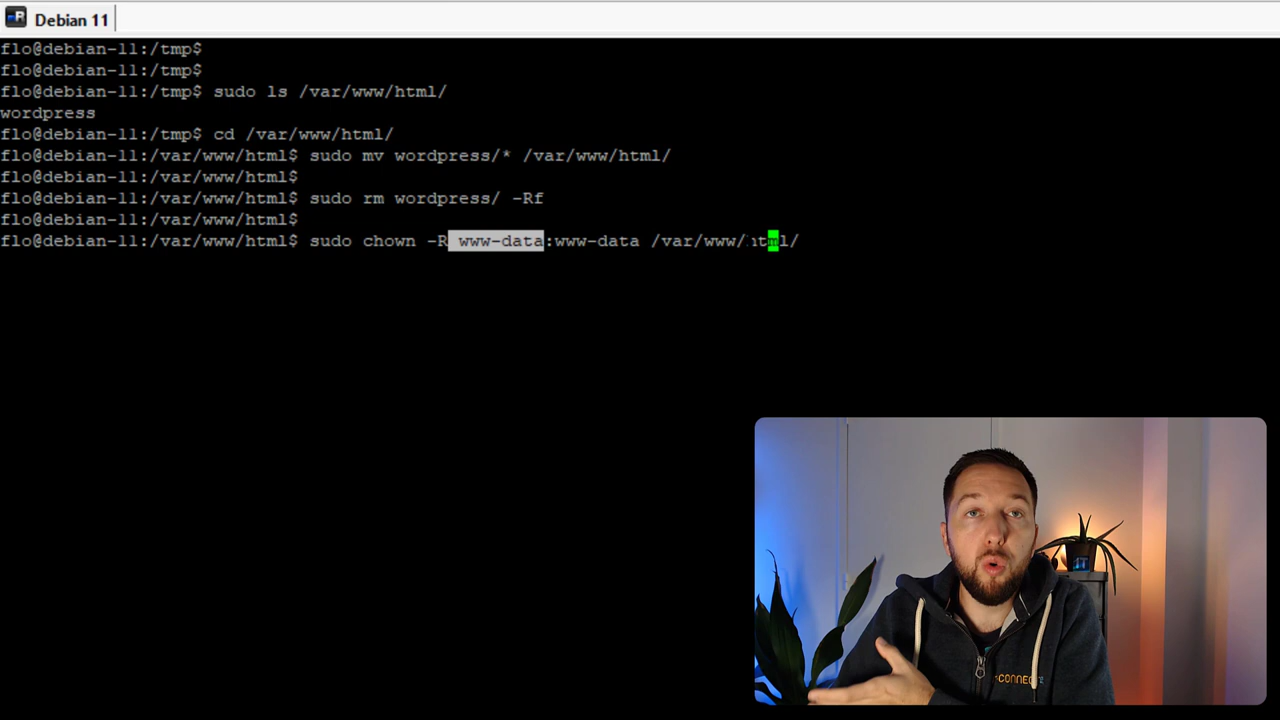 Debian 11
flo@debian-11:/tmp$
flo@debian-11:/tmp$
flo@debian-11:/tmp$ sudo ls /var/www/html/
wordpress
flo@debian-11:/tmp$ cd /var/www/html/
flo@debian-11:/var/www/html$ sudo mv wordpress/* /var/www/html/
flo@debian-11:/var/www/html$
flo@debian-11:/var/www/html$ sudo rm wordpress/ -Rf
flo@debian-11:/var/www/html$
flo@debian-11:/var/www/html$ sudo chown -R www-data:www-data /var/www/html/
IT
-CONNECT